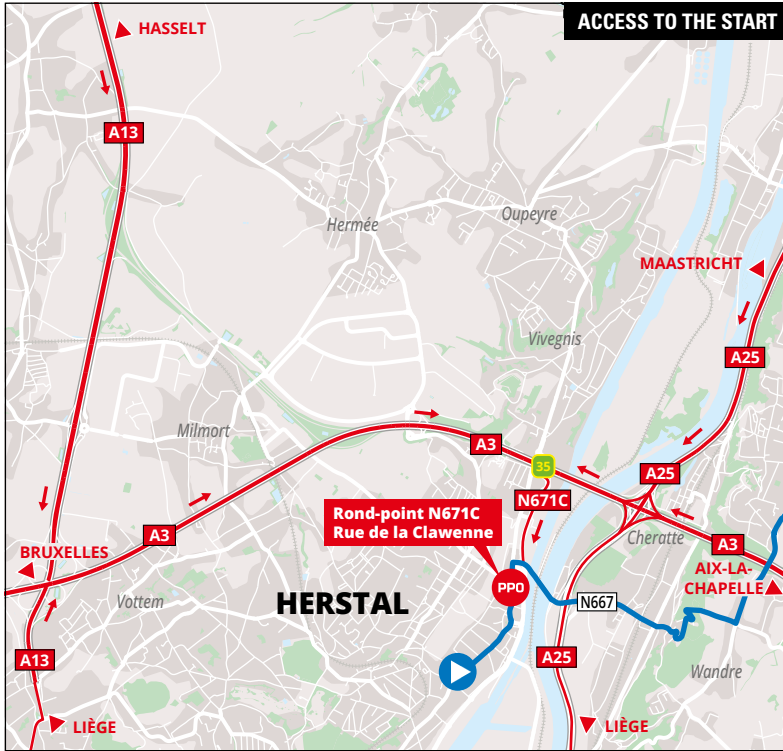 ACCESS TO THE START
HASSELT
A13
Hermée
Oupeyre
MAASTRICHT
Vivegnis
A25
Milmort
A3
35
A25
N671C
Rond-point N671C
Rue de la Clawenne
A3
Cheratte
A3
BRUXELLES
AIX-LA-
CHAPELLE
PPO
Vottem
HERSTAL
N667
A13
A25
Wandre
LIÈGE
LIÈGE